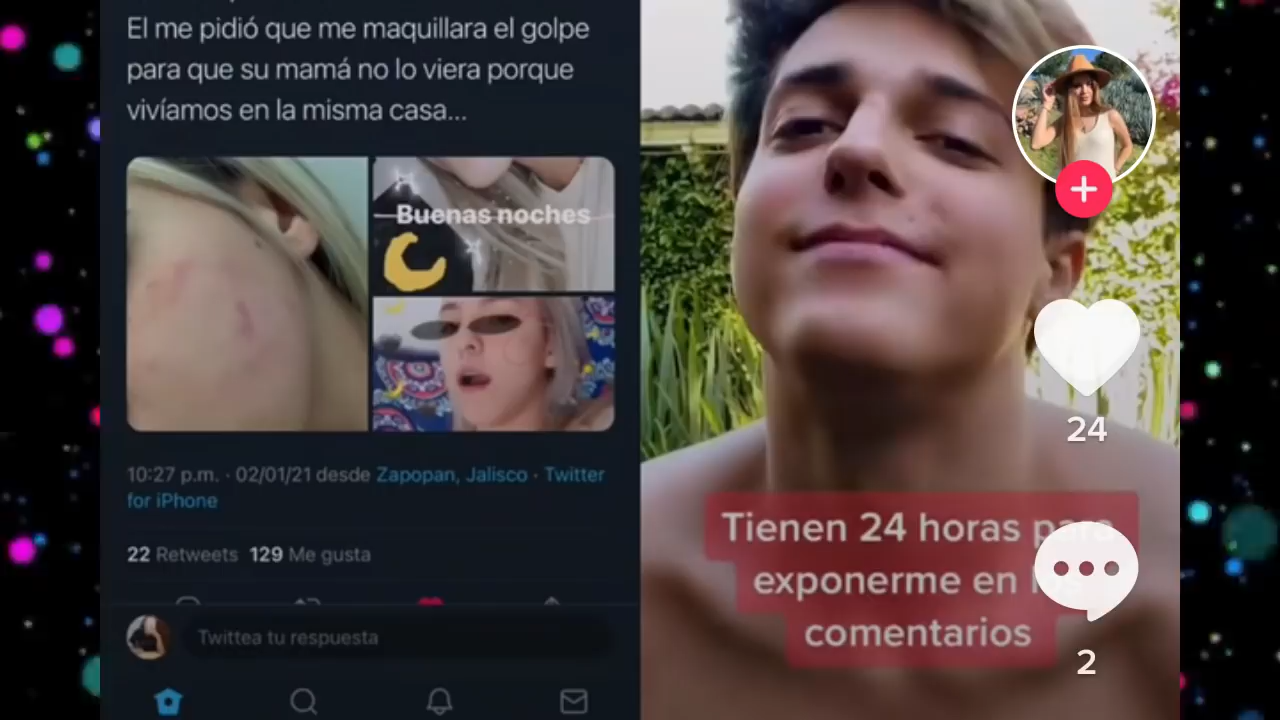 El me pidió que me maquillara el golpe
para que su mamá no lo viera porque
vivíamos en la misma casa...
Buenas noches
10:27 p.m. · 02/01/21 desde Zapopan, Jalisco · Twitter
for iPhone
22 Retweets 129 Me gusta
Twittea tu respuesta
24
Tienen 24 horas para
exponerme en los
comentarios
2